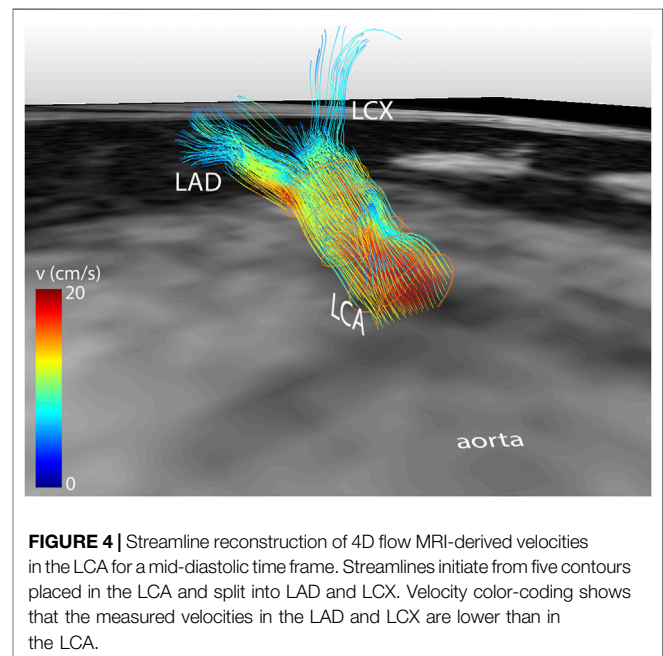 LCX
LAD
v (cm/s)
20
LCA
0
aorta
FIGURE 4 | Streamline reconstruction of 4D flow MRI-derived velocities
in the LCA for a mid-diastolic time frame. Streamlines initiate from five contours
placed in the LCA and split into LAD and LCX. Velocity color-coding shows
that the measured velocities in the LAD and LCX are lower than in
the LCA.